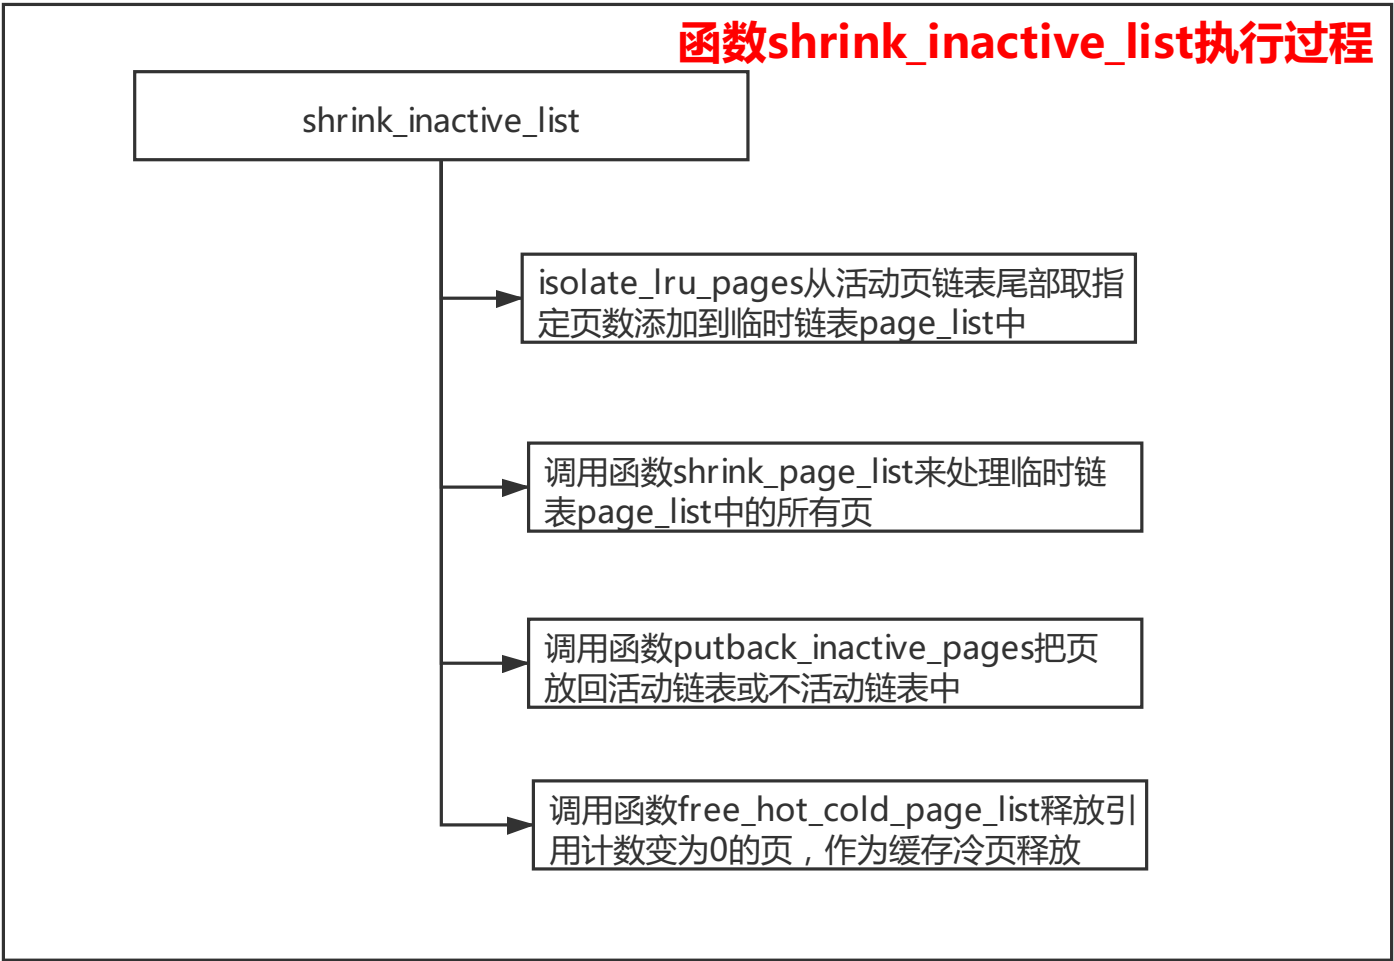 函数shrink_inactive_list执行过程
shrink_inactive_list
isolate_lru_pages从活动页链表尾部取指
定页数添加到临时链表page_list中
调用函数shrink_page_list来处理临时链
表page_list中的所有页
调用函数putback_inactive_pages把页
放回活动链表或不活动链表中
调用函数free_hot_cold_page_list释放引
用计数变为0的页，作为缓存冷页释放